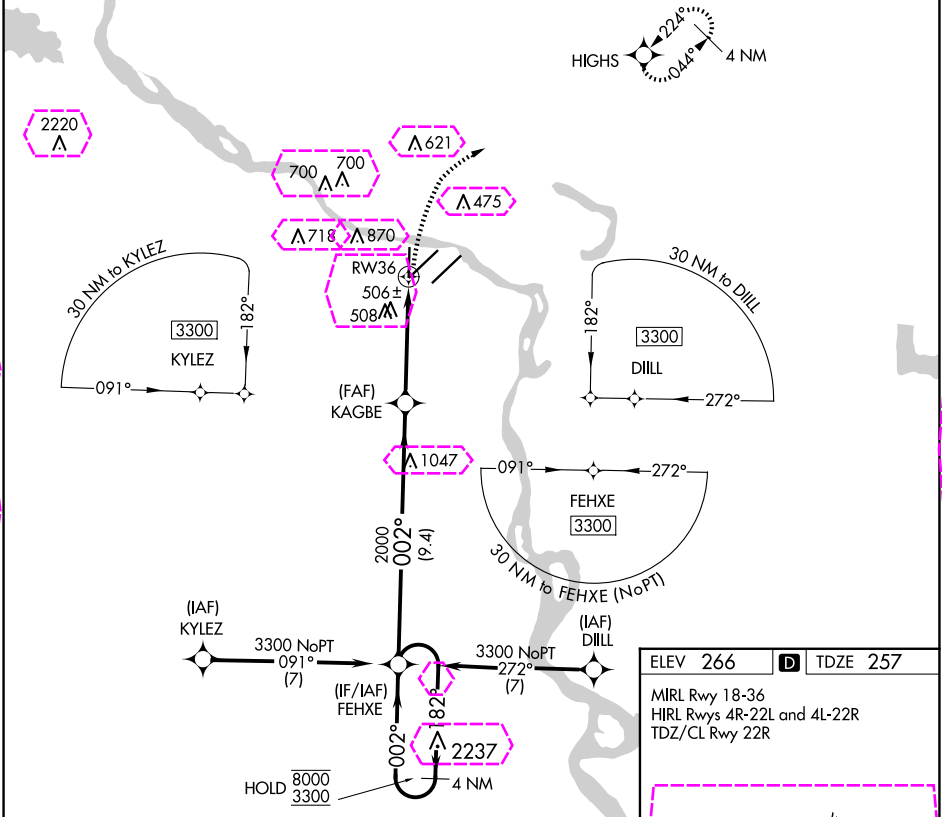 224°
HIGHS
044°
4 NM
2220
621
700
700
475
718
870
RW36
506±
508
30 NM to KYLEZ
182°
3300
KYLEZ
091°
30 NM to DIILL
182°
3300
DIILL
272°
(FAF)
KAGBE
1047
091°
272°
FEHXE
3300
30 NM to FEHXE (NoPT)
2000
002°
(9.4)
(IAF)
KYLEZ
3300 NoPT
091°
(7)
(IF/IAF)
FEHXE
3300 NoPT
272°
(7)
(IAF)
DIILL
182°
002°
2237
HOLD 8000
3300
4 NM
ELEV 266 D TDZE 257
MIRL Rwy 18-36
HIRL Rwys 4R-22L and 4L-22R
TDZ/CL Rwy 22R